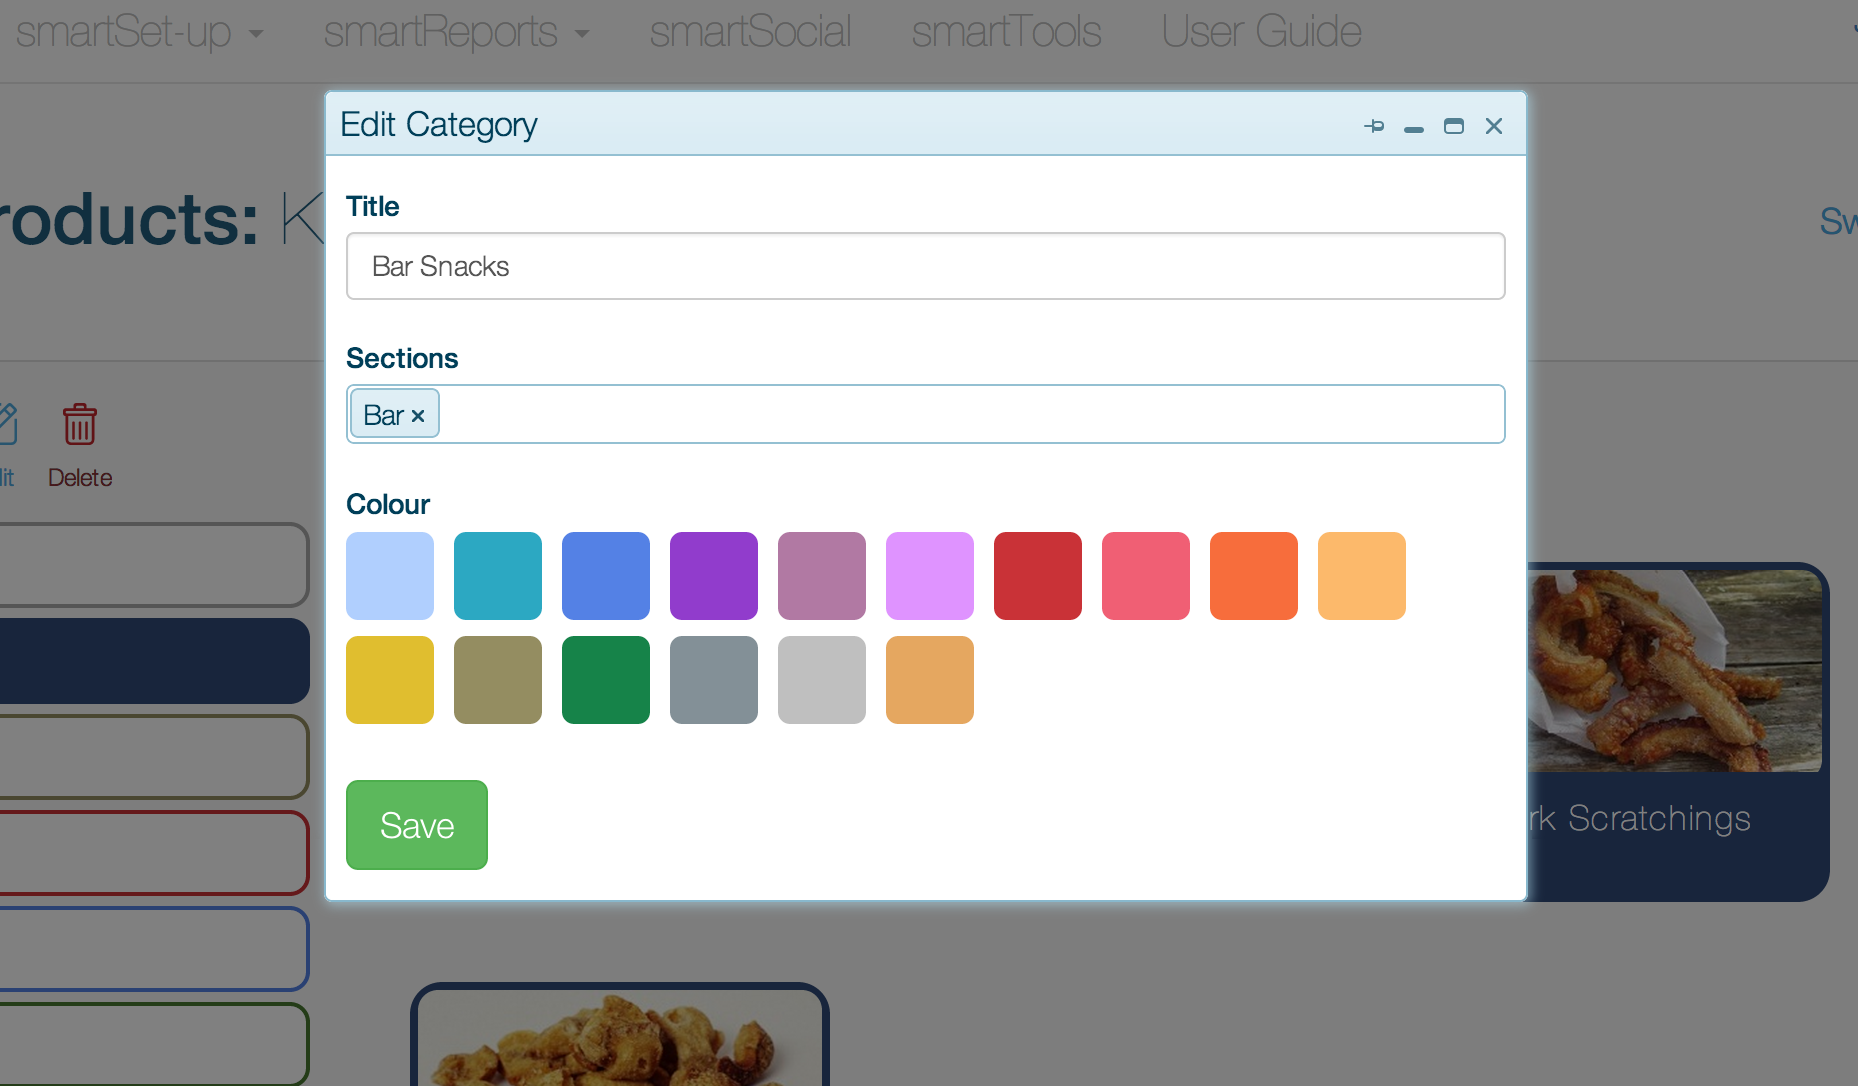 smartSet-up smartReports smartSocial smartTools User Guide
Edit Category
roducts: K
Sw
Title
Bar Snacks
Sections
Bar ×
Colour
lit
Delete
Save
rk Scratchings